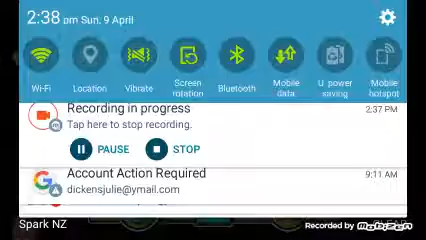 2:38 pm Sun, 9 April
Wi-Fi
Location
Vibrate
Screen rotation
Bluetooth
Mobile data
U. power saving
Mobile hotspot
Recording in progress 2:37 PM
Tap here to stop recording.
PAUSE STOP
Account Action Required 9:11 AM
dickensjulie@ymail.com
Spark NZ CLEAR
Recorded by Mobizen